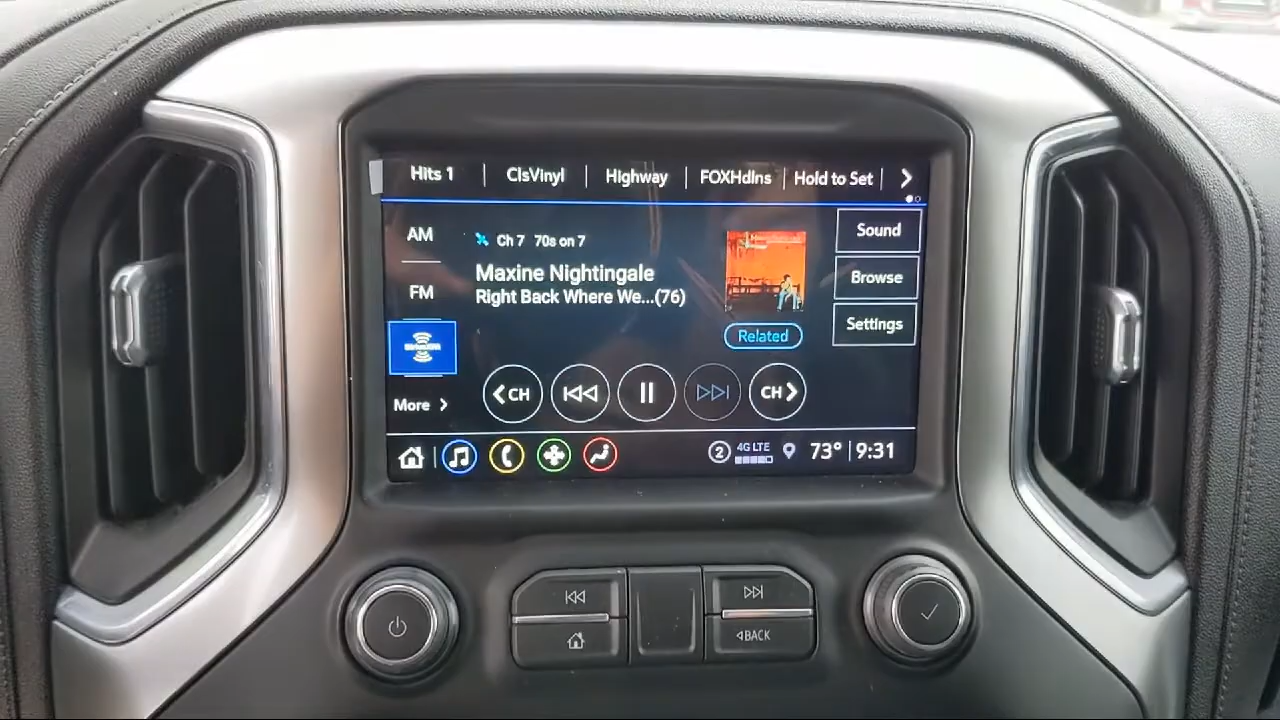 Hits 1
ClsVinyl
Highway
FOXHdlns
Hold to Set
AM
FM
More
Ch 7 70s on 7
Maxine Nightingale
Right Back Where We...(76)
Related
Sound
Browse
Settings
CH
CH
2
4G LTE
73°
9:31
BACK